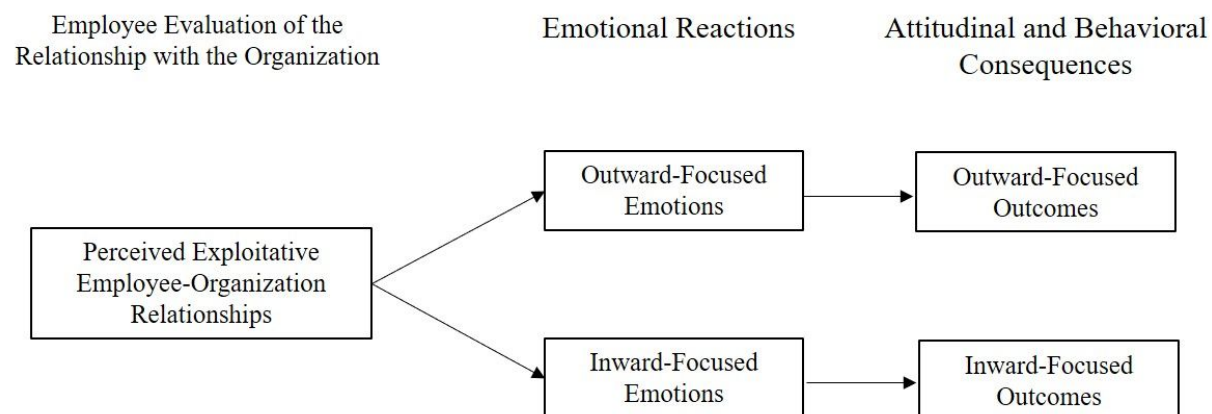 Employee Evaluation of the
Relationship with the Organization
Emotional Reactions
Attitudinal and Behavioral
Consequences
Perceived Exploitative
Employee-Organization
Relationships
Outward-Focused
Emotions
Outward-Focused
Outcomes
Inward-Focused
Emotions
Inward-Focused
Outcomes